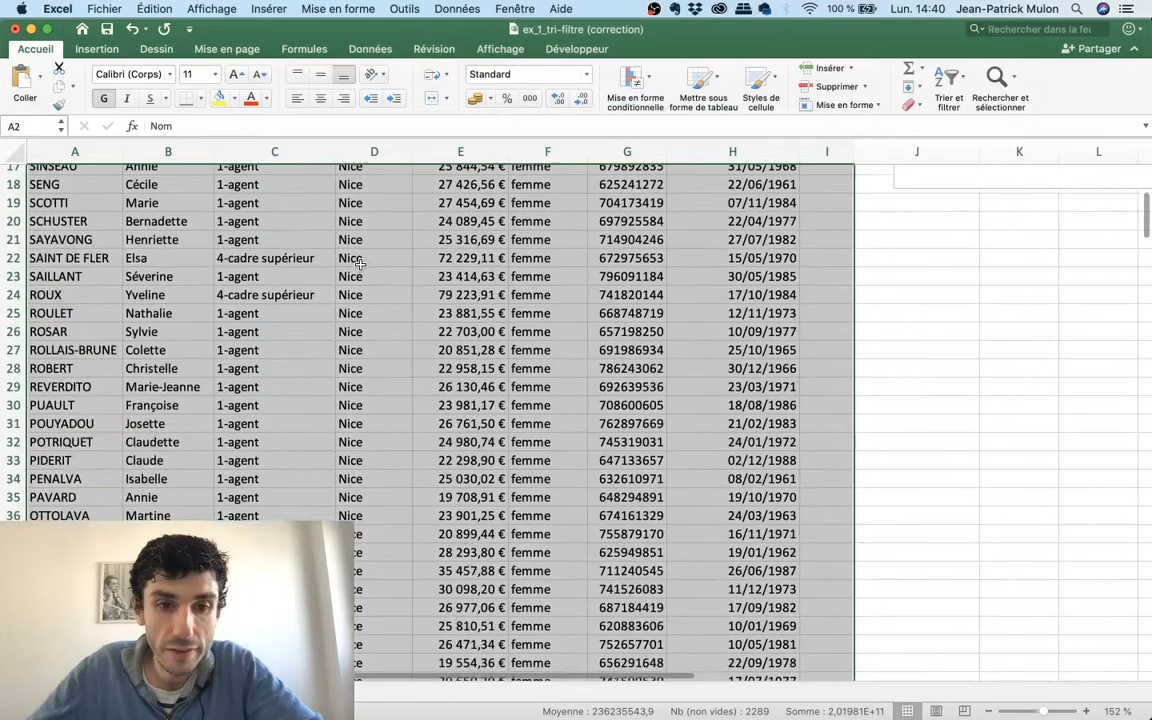 Excel Fichier Édition Affichage Insérer Mise en forme Outils Données Fenêtre Aide 100 % Lun. 14:40 Jean-Patrick Mulon
ex_1_tri-filtre (correction) Rechercher dans la feu
Accueil Insertion Dessin Mise en page Formules Données Révision Affichage Développeur Partager
Coller Calibri (Corps) 11 A A G I S A Standard % 000 Mise en forme conditionnelle Mettre sous forme de tableau Styles de cellule Insérer Supprimer Mise en forme Trier et filtrer Rechercher et sélectionner
A2 fx Nom
A B C D E F G H I J K L
17 SINSEAU Annie 1-agent Nice 25 844,54 € femme 679892835 31/05/1968
18 SENG Cécile 1-agent Nice 27 426,56 € femme 625241272 22/06/1961
19 SCOTTI Marie 1-agent Nice 27 454,69 € femme 704173419 07/11/1984
20 SCHUSTER Bernadette 1-agent Nice 24 089,45 € femme 697925584 22/04/1977
21 SAYAVONG Henriette 1-agent Nice 25 316,69 € femme 714904246 27/07/1982
22 SAINT DE FLER Elsa 4-cadre supérieur Nice 72 229,11 € femme 672975653 15/05/1970
23 SAILLANT Séverine 1-agent Nice 23 414,63 € femme 796091184 30/05/1985
24 ROUX Yveline 4-cadre supérieur Nice 79 223,91 € femme 741820144 17/10/1984
25 ROULET Nathalie 1-agent Nice 23 881,55 € femme 668748719 12/11/1973
26 ROSAR Sylvie 1-agent Nice 22 703,00 € femme 657198250 10/09/1977
27 ROLLAIS-BRUNE Colette 1-agent Nice 20 851,28 € femme 691986934 25/10/1965
28 ROBERT Christelle 1-agent Nice 22 958,15 € femme 786243062 30/12/1966
29 REVERDITO Marie-Jeanne 1-agent Nice 26 130,46 € femme 692639536 23/03/1971
30 PUAULT Françoise 1-agent Nice 23 981,17 € femme 708600605 18/08/1986
31 POUYADOU Josette 1-agent Nice 26 761,50 € femme 762897669 21/02/1983
32 POTRIQUET Claudette 1-agent Nice 24 980,74 € femme 745319031 24/01/1972
33 PIDERIT Claude 1-agent Nice 22 298,90 € femme 647133657 02/12/1988
34 PENALVA Isabelle 1-agent Nice 25 030,02 € femme 632610971 08/02/1961
35 PAVARD Annie 1-agent Nice 19 708,91 € femme 648294891 19/10/1970
36 OTTOLAVA Martine 1-agent Nice 23 901,25 € femme 674161329 24/03/1963
ce 20 899,44 € femme 755879170 16/11/1971
ce 28 293,80 € femme 625949851 19/01/1962
ce 35 457,88 € femme 711240545 26/06/1987
ce 30 098,20 € femme 741526083 11/12/1973
ce 26 977,06 € femme 687184419 17/09/1982
ce 25 810,51 € femme 620883606 10/01/1969
ce 26 471,34 € femme 752657701 10/05/1981
ce 19 554,36 € femme 656291648 22/09/1978
Moyenne : 236235543,9 Nb (non vides) : 2289 Somme : 2,01981E+11 152 %